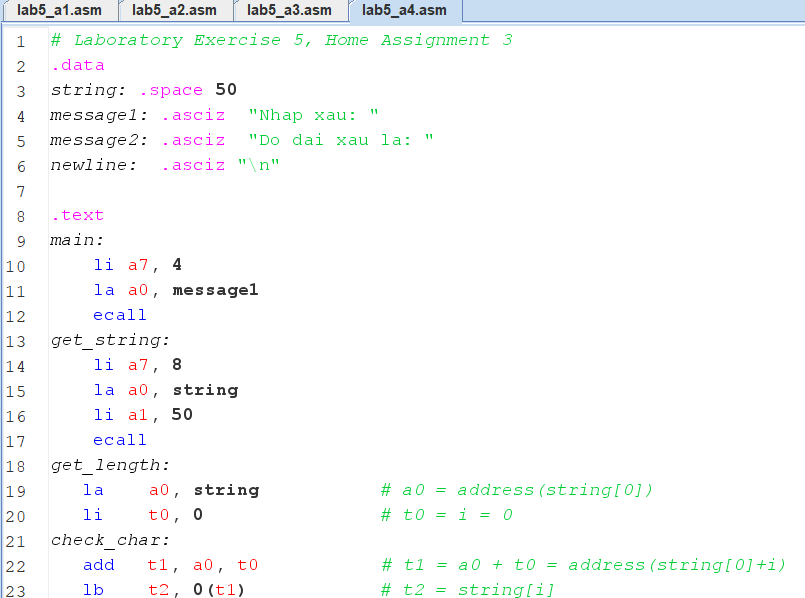 lab5_a1.asm lab5_a2.asm lab5_a3.asm lab5_a4.asm
1 # Laboratory Exercise 5, Home Assignment 3
2 .data
3 string: .space 50
4 message1: .asciz "Nhap xau: "
5 message2: .asciz "Do dai xau la: "
6 newline: .asciz "\n"
7
8 .text
9 main:
10 li a7, 4
11 la a0, message1
12 ecall
13 get_string:
14 li a7, 8
15 la a0, string
16 li a1, 50
17 ecall
18 get_length:
19 la a0, string # a0 = address(string[0])
20 li t0, 0 # t0 = i = 0
21 check_char:
22 add t1, a0, t0 # t1 = a0 + t0 = address(string[0]+i)
23 lb t2, 0(t1) # t2 = string[i]